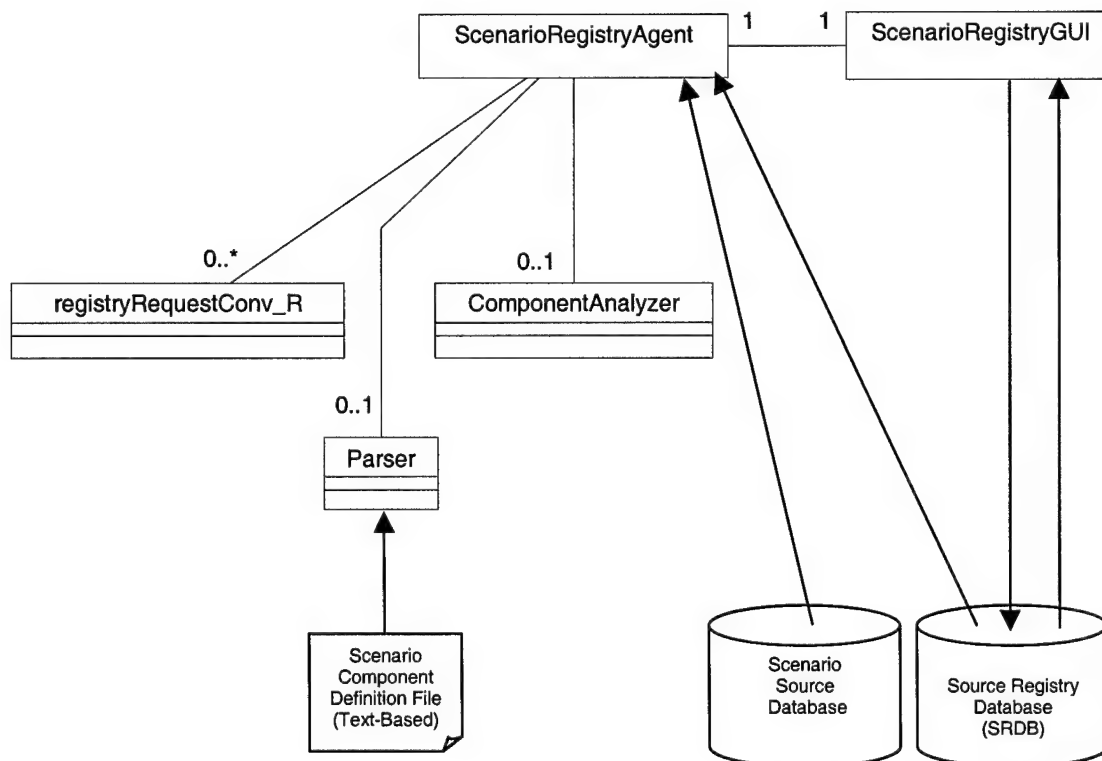 ScenarioRegistryAgent
1
1
ScenarioRegistryGUI
0..*
0..1
registryRequestConv_R
ComponentAnalyzer
0..1
Parser
Scenario
Component
Definition File
(Text-Based)
Scenario
Source
Database
Source Registry
Database
(SRDB)